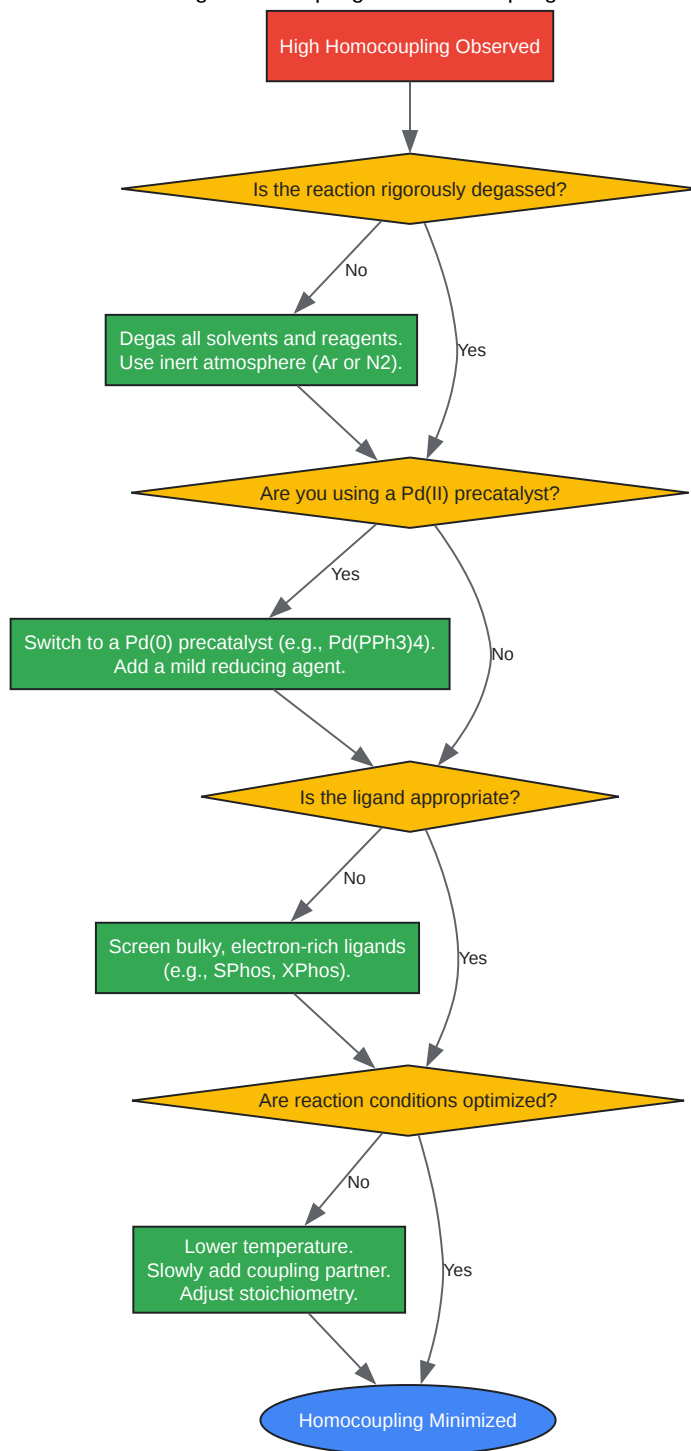 High Homocoupling Observed
Is the reaction rigorously degassed?
No
Degas all solvents and reagents.
Use inert atmosphere (Ar or N2).
Yes
Are you using a Pd(II) precatalyst?
Yes
Switch to a Pd(0) precatalyst (e.g., Pd(PPh3)4).
Add a mild reducing agent.
No
Is the ligand appropriate?
No
Screen bulky, electron-rich ligands
(e.g., SPhos, XPhos).
Yes
Are reaction conditions optimized?
No
Lower temperature.
Slowly add coupling partner.
Adjust stoichiometry.
Yes
Homocoupling Minimized